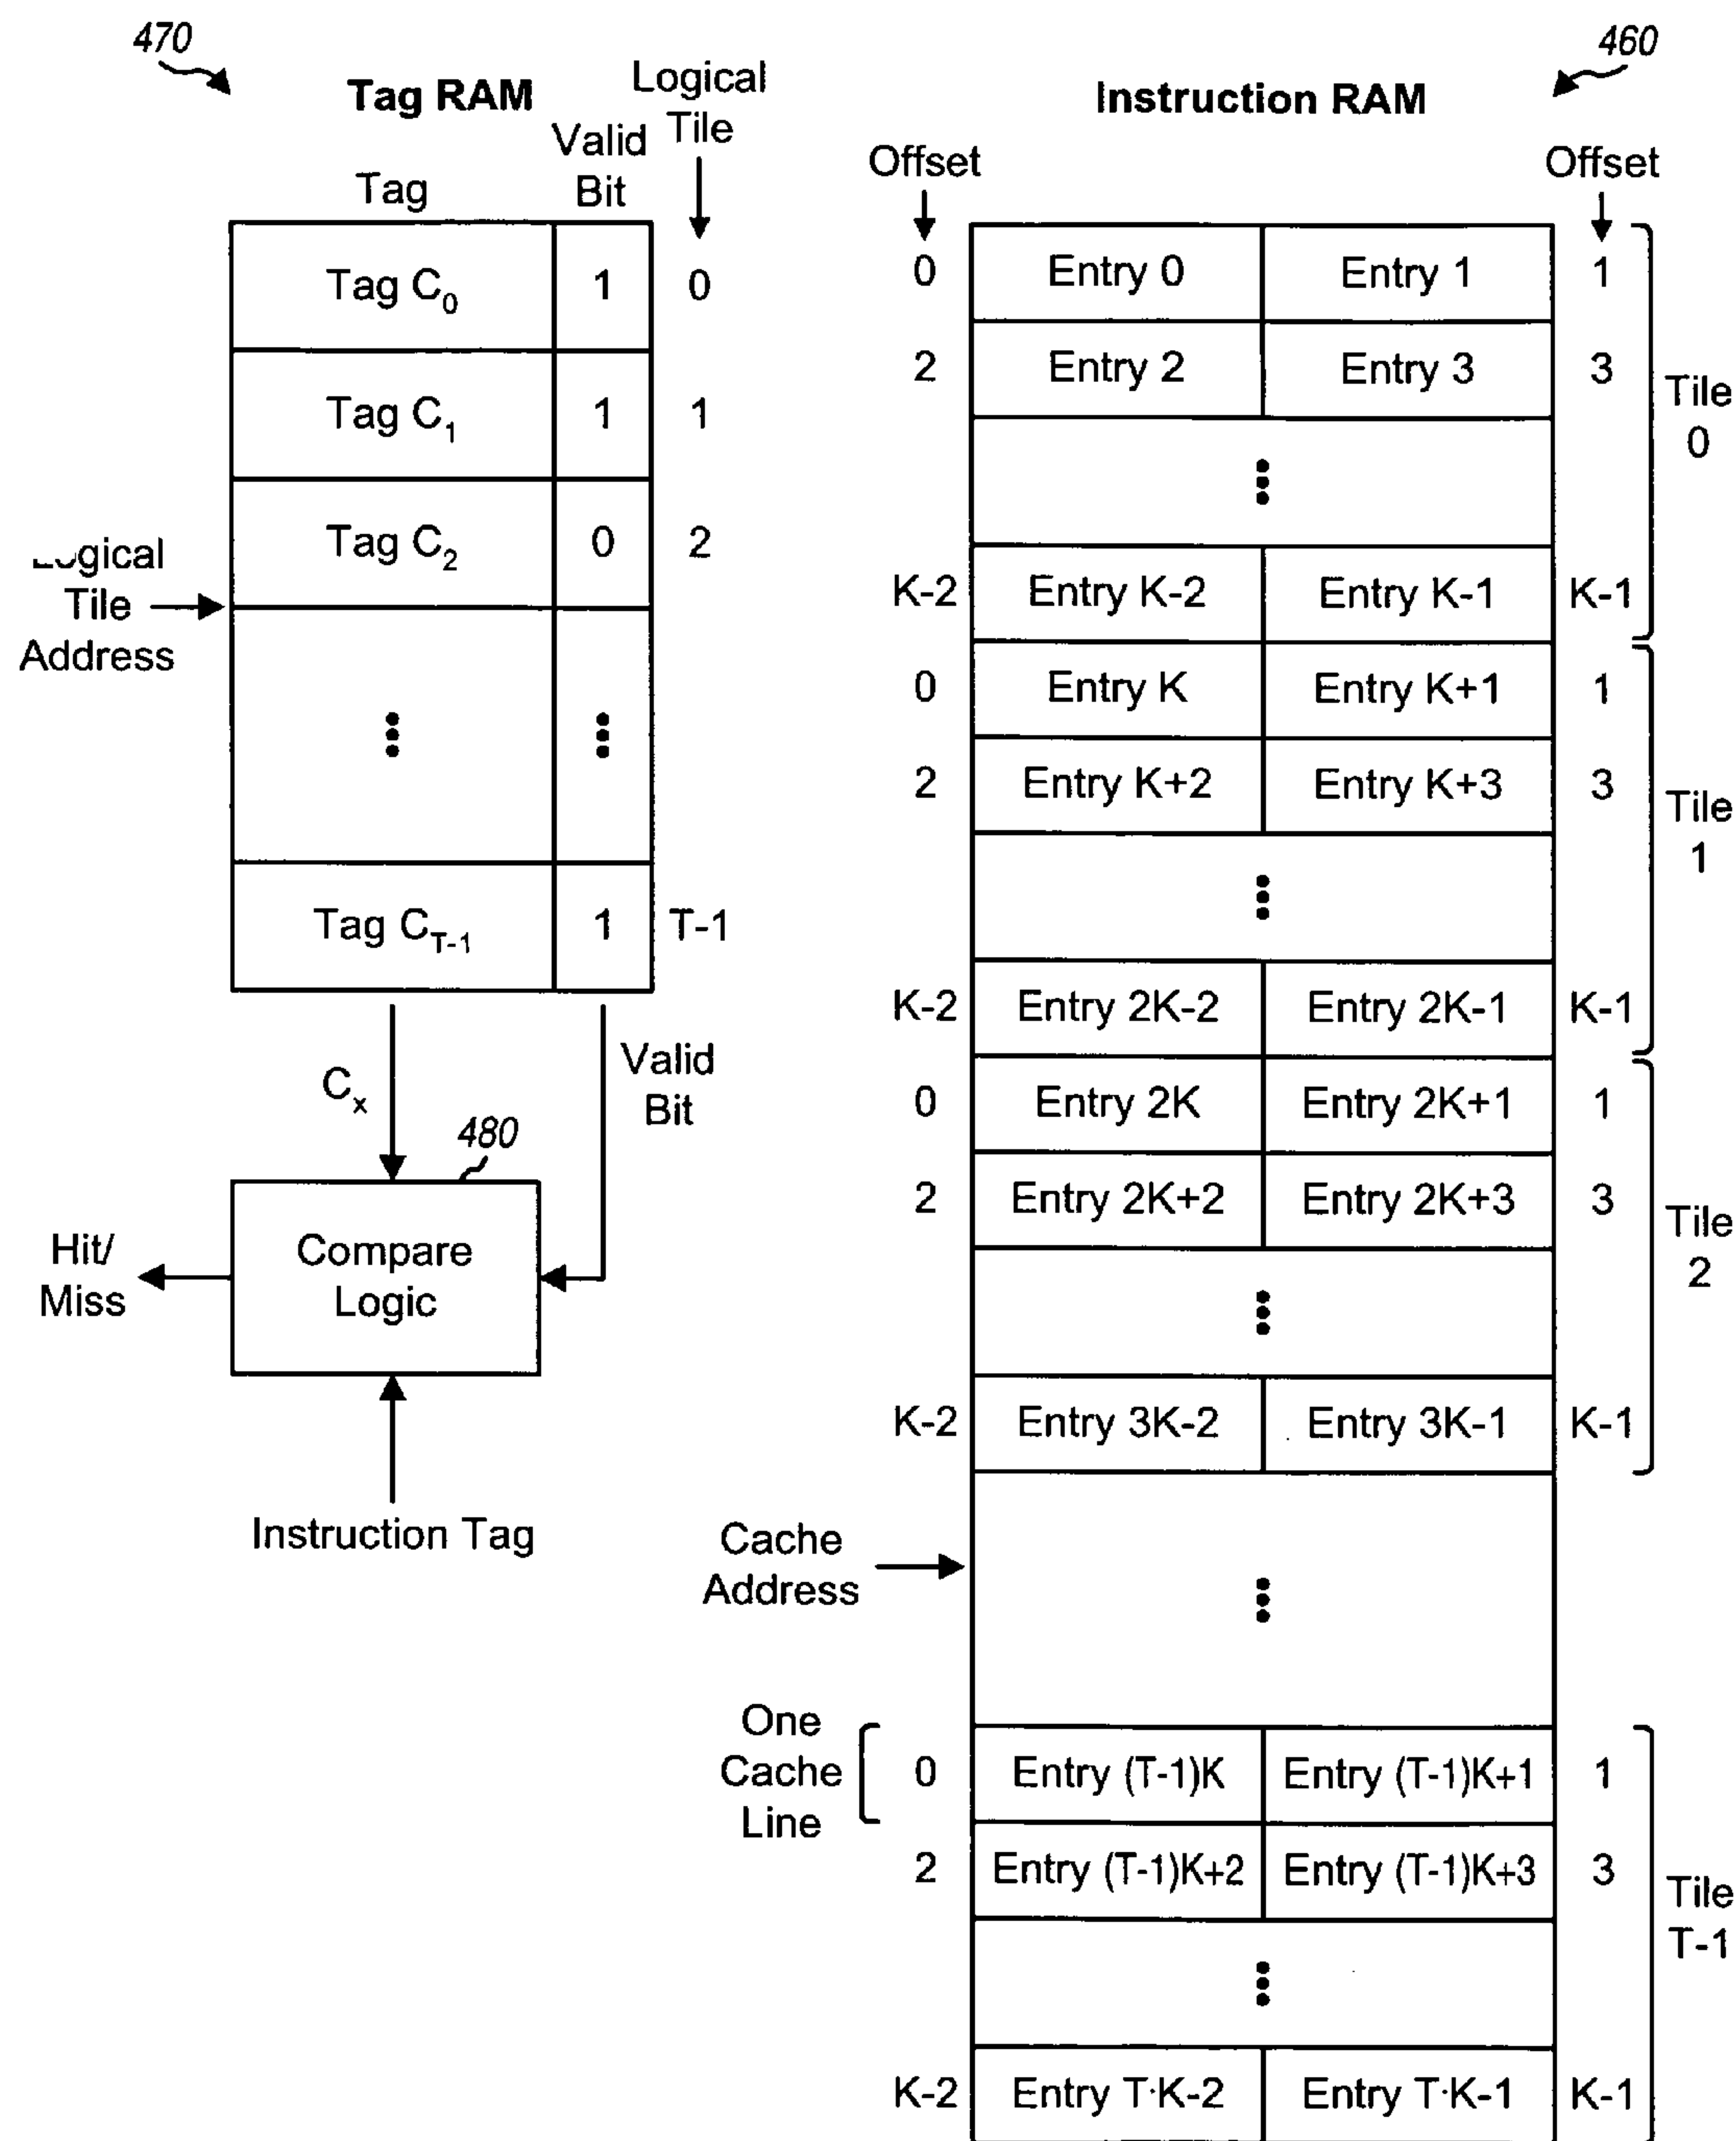 470
Tag RAM
Logical
Tile
Valid
Bit
Tag
Tag C₀ 1 0
Tag C₁ 1 1
Tag C₂ 0 2
Tile
Address
Tag C_T-1 1 T-1
Cₓ
Valid
Bit
480
Compare
Logic
Hit/
Miss
Instruction Tag
460
Instruction RAM
Offset Offset
0 Entry 0 Entry 1 1
2 Entry 2 Entry 3 3
Tile
0
K-2 Entry K-2 Entry K-1 K-1
0 Entry K Entry K+1 1
2 Entry K+2 Entry K+3 3
Tile
1
K-2 Entry 2K-2 Entry 2K-1 K-1
0 Entry 2K Entry 2K+1 1
2 Entry 2K+2 Entry 2K+3 3
Tile
2
K-2 Entry 3K-2 Entry 3K-1 K-1
Cache
Address
One
Cache
Line
0 Entry (T-1)K Entry (T-1)K+1 1
2 Entry (T-1)K+2 Entry (T-1)K+3 3
Tile
T-1
K-2 Entry T·K-2 Entry T·K-1 K-1